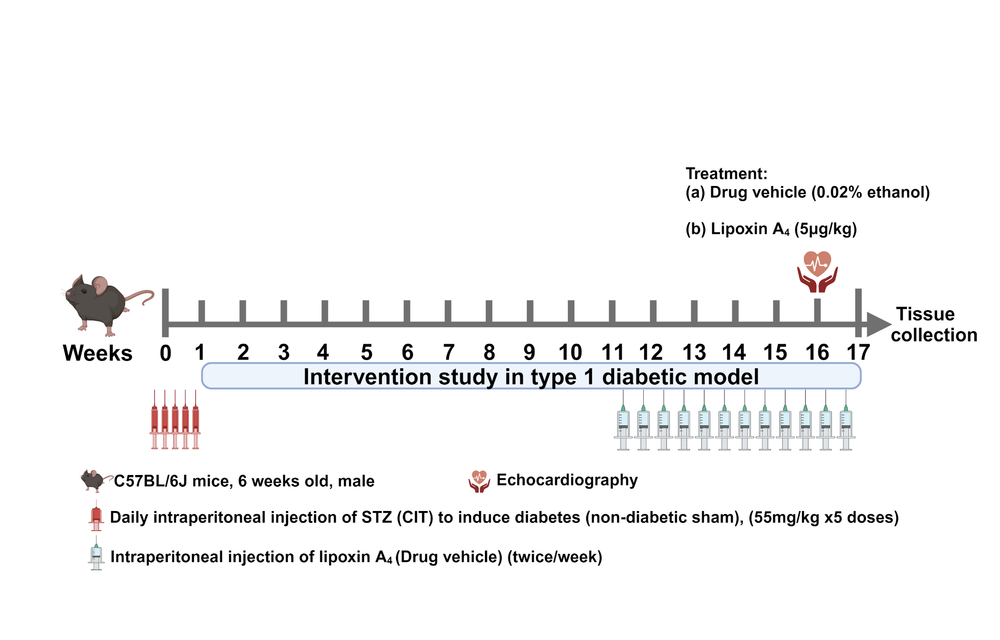 Treatment:
(a) Drug vehicle (0.02% ethanol)
(b) Lipoxin A₄ (5µg/kg)
Tissue
collection
Weeks 0 1 2 3 4 5 6 7 8 9 10 11 12 13 14 15 16 17
Intervention study in type 1 diabetic model
C57BL/6J mice, 6 weeks old, male
Echocardiography
Daily intraperitoneal injection of STZ (CIT) to induce diabetes (non-diabetic sham), (55mg/kg x5 doses)
Intraperitoneal injection of lipoxin A₄ (Drug vehicle) (twice/week)